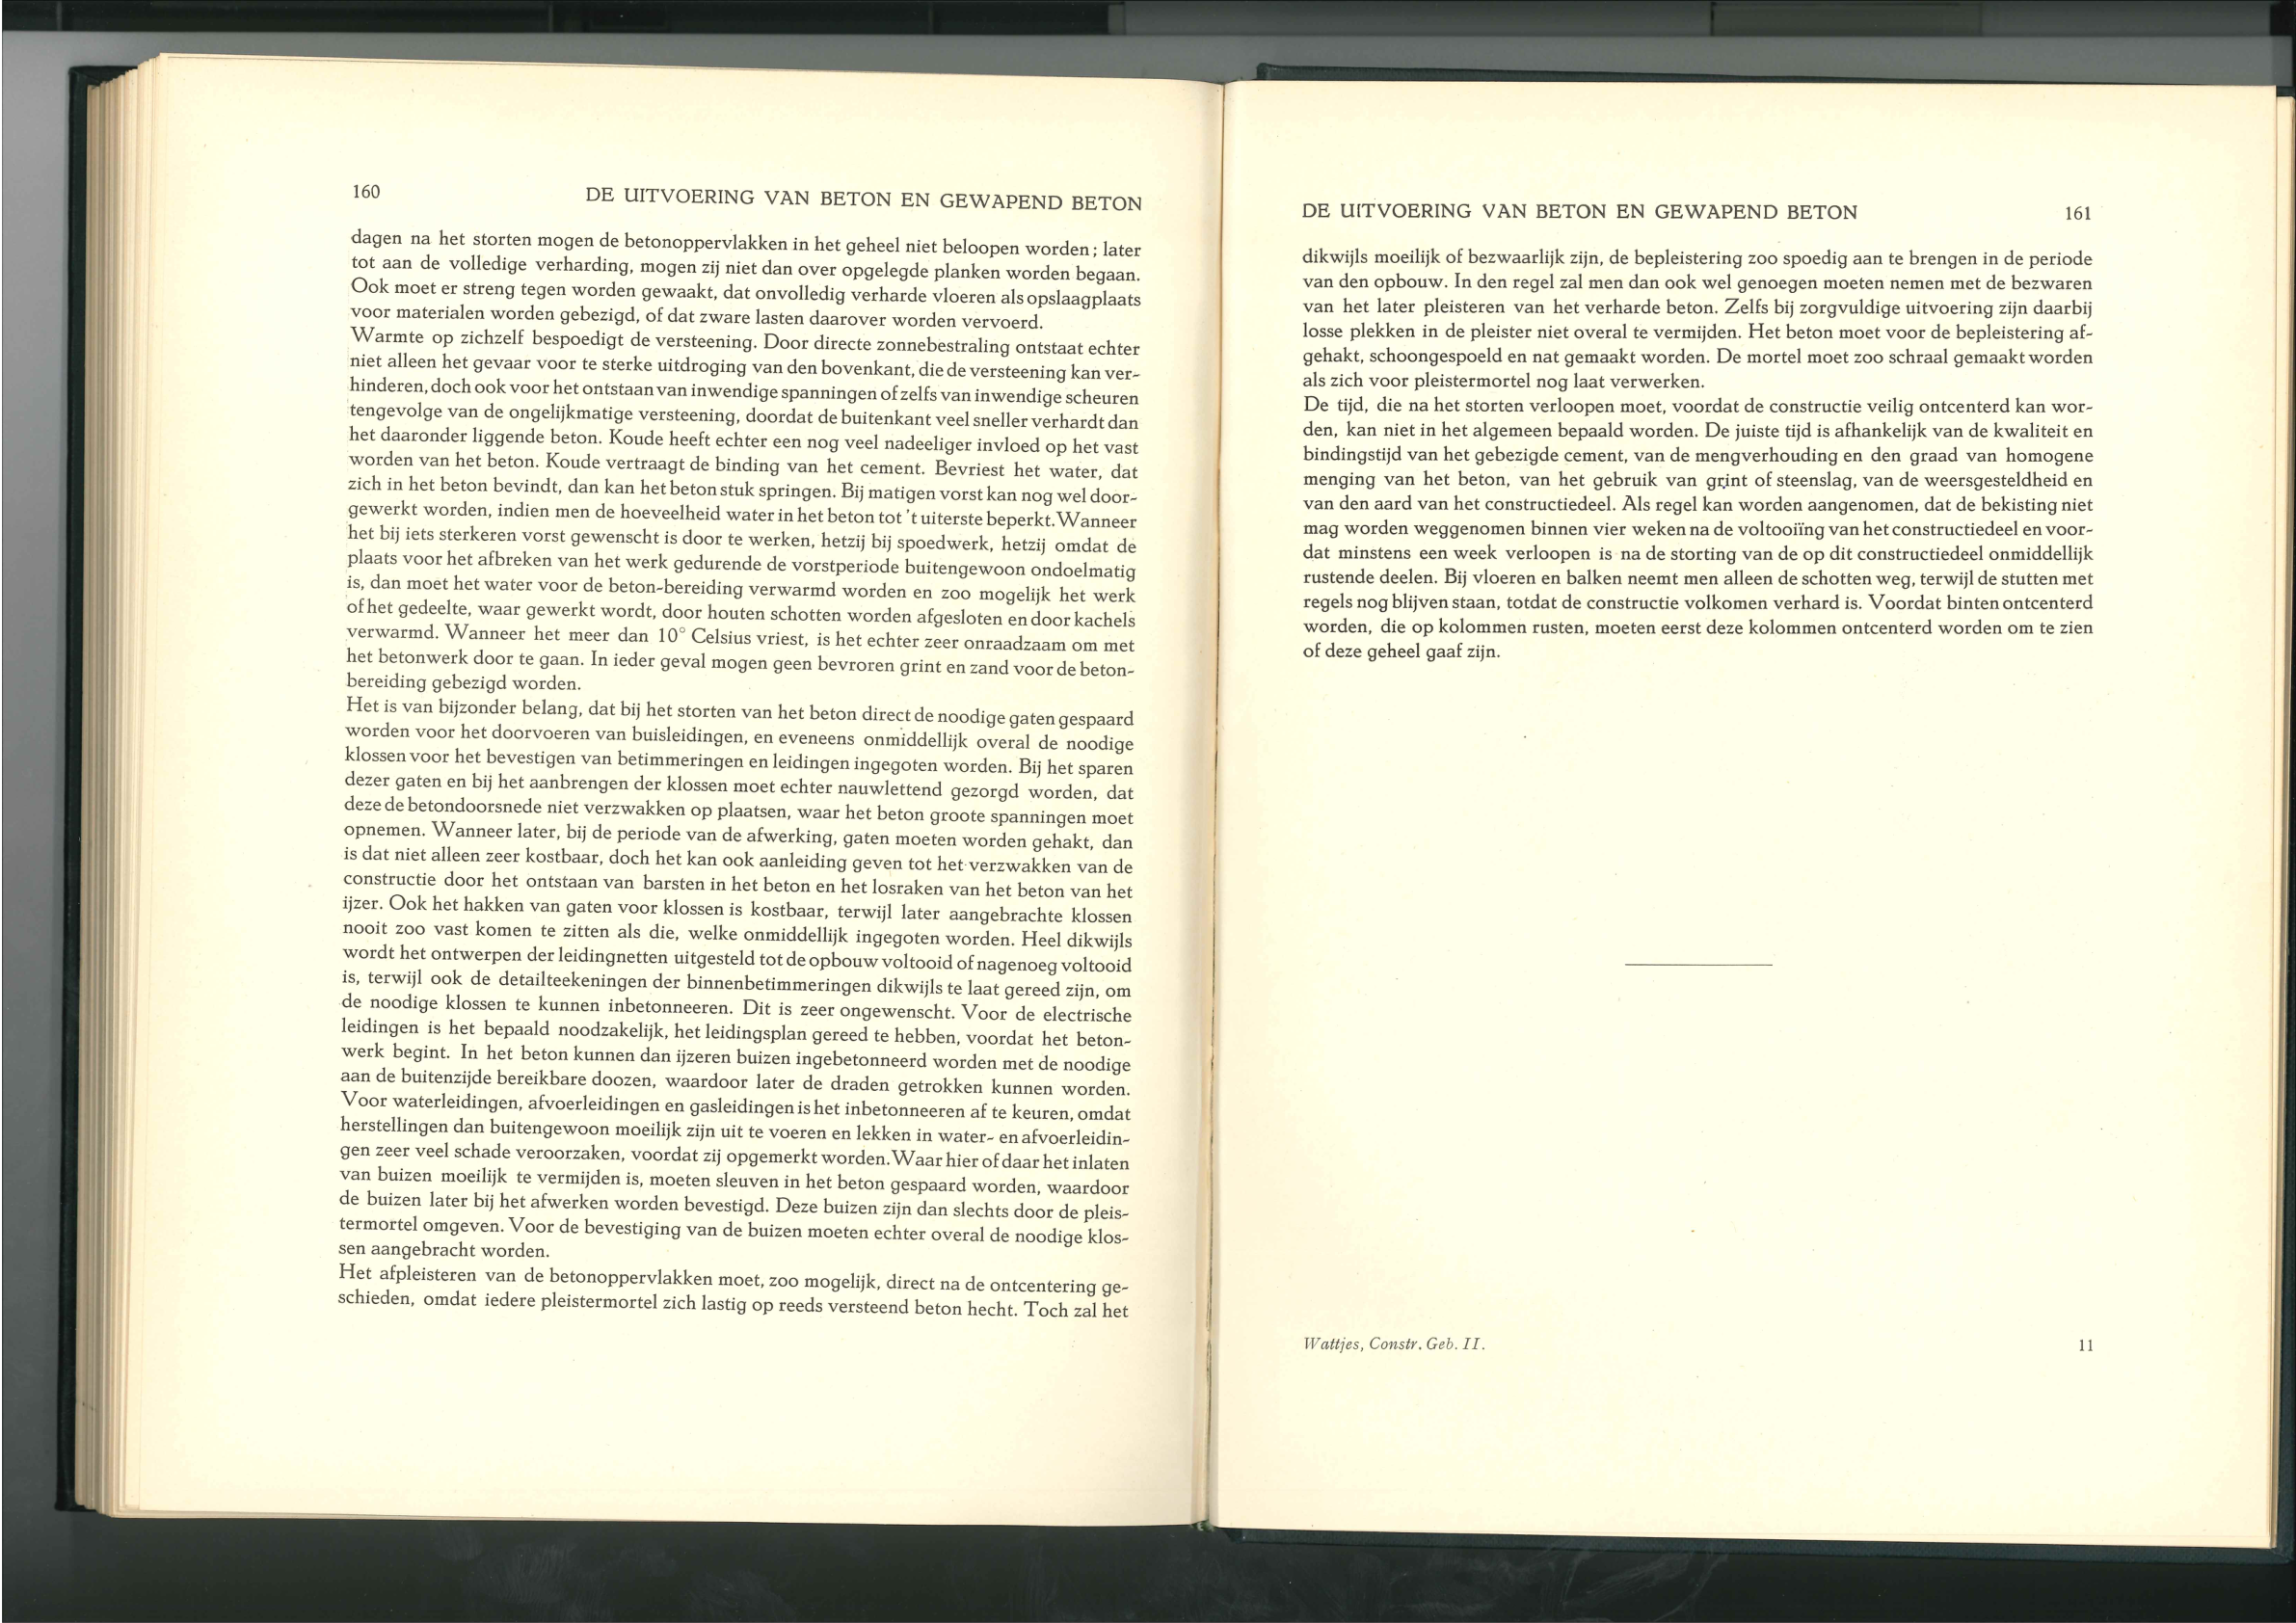 160 DE UITVOERING VAN BETON EN GEWAPEND BETON
dagen na het storten mogen de betonoppervlakken in het geheel niet beloopen worden; later
tot aan de volledige verharding, mogen zij niet dan over opgelegde planken worden begaan.
Ook moet er streng tegen worden gewaakt, dat onvolledig verharde vloeren als opslaagplaats
voor materialen worden gebezigd, of dat zware lasten daarover worden vervoerd.
Warmte op zichzelf bespoedigt de versteening. Door directe zonnebestraling ontstaat echter
niet alleen het gevaar voor te sterke uitdroging van den bovenkant, die de versteening kan ver-
hinderen, doch ook voor het ontstaan van inwendige spanningen of zelfs van inwendige scheuren
tengevolge van de ongelijkmatige versteening, doordat de buitenkant veel sneller verhardt dan
het daaronder liggende beton. Koude heeft echter een nog veel nadeeliger invloed op het vast
worden van het beton. Koude vertraagt de binding van het cement. Bevriest het water, dat
zich in het beton bevindt, dan kan het beton stuk springen. Bij matigen vorst kan nog wel door-
gewerkt worden, indien men de hoeveelheid water in het beton tot 't uiterste beperkt. Wanneer
het bij iets sterkeren vorst gewenscht is door te werken, hetzij bij spoedwerk, hetzij omdat de
plaats voor het afbreken van het werk gedurende de vorstperiode buitengewoon ondoelmatig
is, dan moet het water voor de beton-bereiding verwarmd worden en zoo mogelijk het werk
of het gedeelte, waar gewerkt wordt, door houten schotten worden afgesloten en door kachels
verwarmd. Wanneer het meer dan 10° Celsius vriest, is het echter zeer onraadzaam om met
het betonwerk door te gaan. In ieder geval mogen geen bevroren grint en zand voor de beton-
bereiding gebezigd worden.
Het is van bijzonder belang, dat bij het storten van het beton direct de noodige gaten gespaard
worden voor het doorvoeren van buisleidingen, en eveneens onmiddellijk overal de noodige
klossen voor het bevestigen van betimmeringen en leidingen ingegoten worden. Bij het sparen
dezer gaten en bij het aanbrengen der klossen moet echter nauwlettend gezorgd worden, dat
deze de betondoorsnede niet verzwakken op plaatsen, waar het beton groote spanningen moet
opnemen. Wanneer later, bij de periode van de afwerking, gaten moeten worden gehakt, dan
is dat niet alleen zeer kostbaar, doch het kan ook aanleiding geven tot het verzwakken van de
constructie door het ontstaan van barsten in het beton en het losraken van het beton van het
ijzer. Ook het hakken van gaten voor klossen is kostbaar, terwijl later aangebrachte klossen
nooit zoo vast komen te zitten als die, welke onmiddellijk ingegoten worden. Heel dikwijls
wordt het ontwerpen der leidingnetten uitgesteld tot de opbouw voltooid of nagenoeg voltooid
is, terwijl ook de detailteekeningen der binnenbetimmeringen dikwijls te laat gereed zijn, om
de noodige klossen te kunnen inbetonneeren. Dit is zeer ongewenscht. Voor de electrische
leidingen is het bepaald noodzakelijk, het leidingsplan gereed te hebben, voordat het beton-
werk begint. In het beton kunnen dan ijzeren buizen ingebetonneerd worden met de noodige
aan de buitenzijde bereikbare doozen, waardoor later de draden getrokken kunnen worden.
Voor waterleidingen, afvoerleidingen en gasleidingen is het inbetonneeren af te keuren, omdat
herstellingen dan buitengewoon moeilijk zijn uit te voeren en lekken in water- en afvoerleidin-
gen zeer veel schade veroorzaken, voordat zij opgemerkt worden. Waar hier of daar het inlaten
van buizen moeilijk te vermijden is, moeten sleuven in het beton gespaard worden, waardoor
de buizen later bij het afwerken worden bevestigd. Deze buizen zijn dan slechts door de pleis-
termortel omgeven. Voor de bevestiging van de buizen moeten echter overal de noodige klos-
sen aangebracht worden.
Het afpleisteren van de betonoppervlakken moet, zoo mogelijk, direct na de ontcentering ge-
schieden, omdat iedere pleistermortel zich lastig op reeds versteend beton hecht. Toch zal het
DE UITVOERING VAN BETON EN GEWAPEND BETON 161
dikwijls moeilijk of bezwaarlijk zijn, de bepleistering zoo spoedig aan te brengen in de periode
van den opbouw. In den regel zal men dan ook wel genoegen moeten nemen met de bezwaren
van het later pleisteren van het verharde beton. Zelfs bij zorgvuldige uitvoering zijn daarbij
losse plekken in de pleister niet overal te vermijden. Het beton moet voor de bepleistering af-
gehakt, schoongespoeld en nat gemaakt worden. De mortel moet zoo schraal gemaakt worden
als zich voor pleistermortel nog laat verwerken.
De tijd, die na het storten verloopen moet, voordat de constructie veilig ontcenterd kan wor-
den, kan niet in het algemeen bepaald worden. De juiste tijd is afhankelijk van de kwaliteit en
bindingstijd van het gebezigde cement, van de mengverhouding en den graad van homogene
menging van het beton, van het gebruik van grint of steenslag, van de weersgesteldheid en
van den aard van het constructiedeel. Als regel kan worden aangenomen, dat de bekisting niet
mag worden weggenomen binnen vier weken na de voltooiïng van het constructiedeel en voor-
dat minstens een week verloopen is na de storting van de op dit constructiedeel onmiddellijk
rustende deelen. Bij vloeren en balken neemt men alleen de schotten weg, terwijl de stutten met
regels nog blijven staan, totdat de constructie volkomen verhard is. Voordat binten ontcenterd
worden, die op kolommen rusten, moeten eerst deze kolommen ontcenterd worden om te zien
of deze geheel gaaf zijn.
Wattjes, Constr. Geb. II. 11